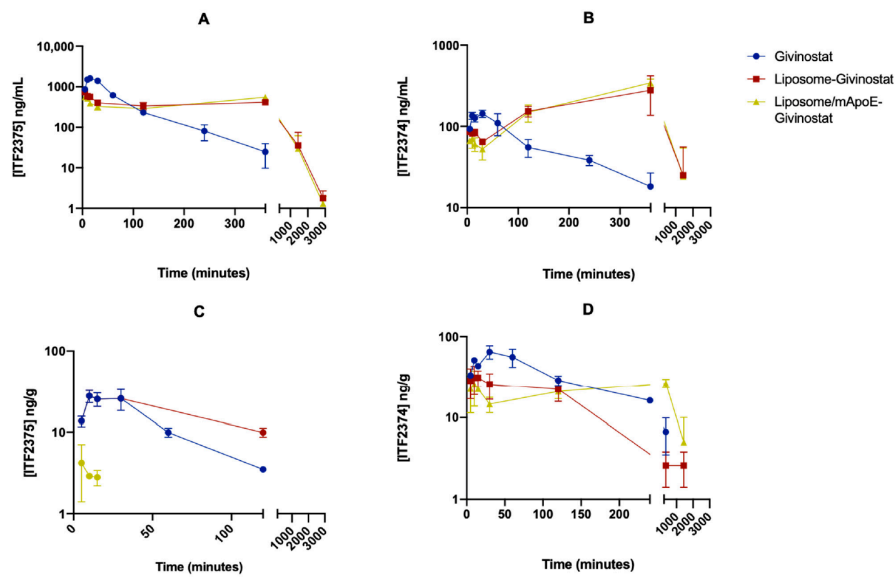 A
[ITF2375] ng/mL
10,000
1000
100
10
1
0
100
200
300
1000
2000
3000
Time (minutes)
B
[ITF2374] ng/mL
1000
100
10
0
100
200
300
1000
2000
3000
Time (minutes)
Givinostat
Liposome-Givinostat
Liposome/mApoE-
Givinostat
C
[ITF2375] ng/g
100
10
1
0
50
100
1000
2000
3000
Time (minutes)
D
[ITF2374] ng/g
100
10
1
0
50
100
150
200
1000
2000
3000
Time (minutes)